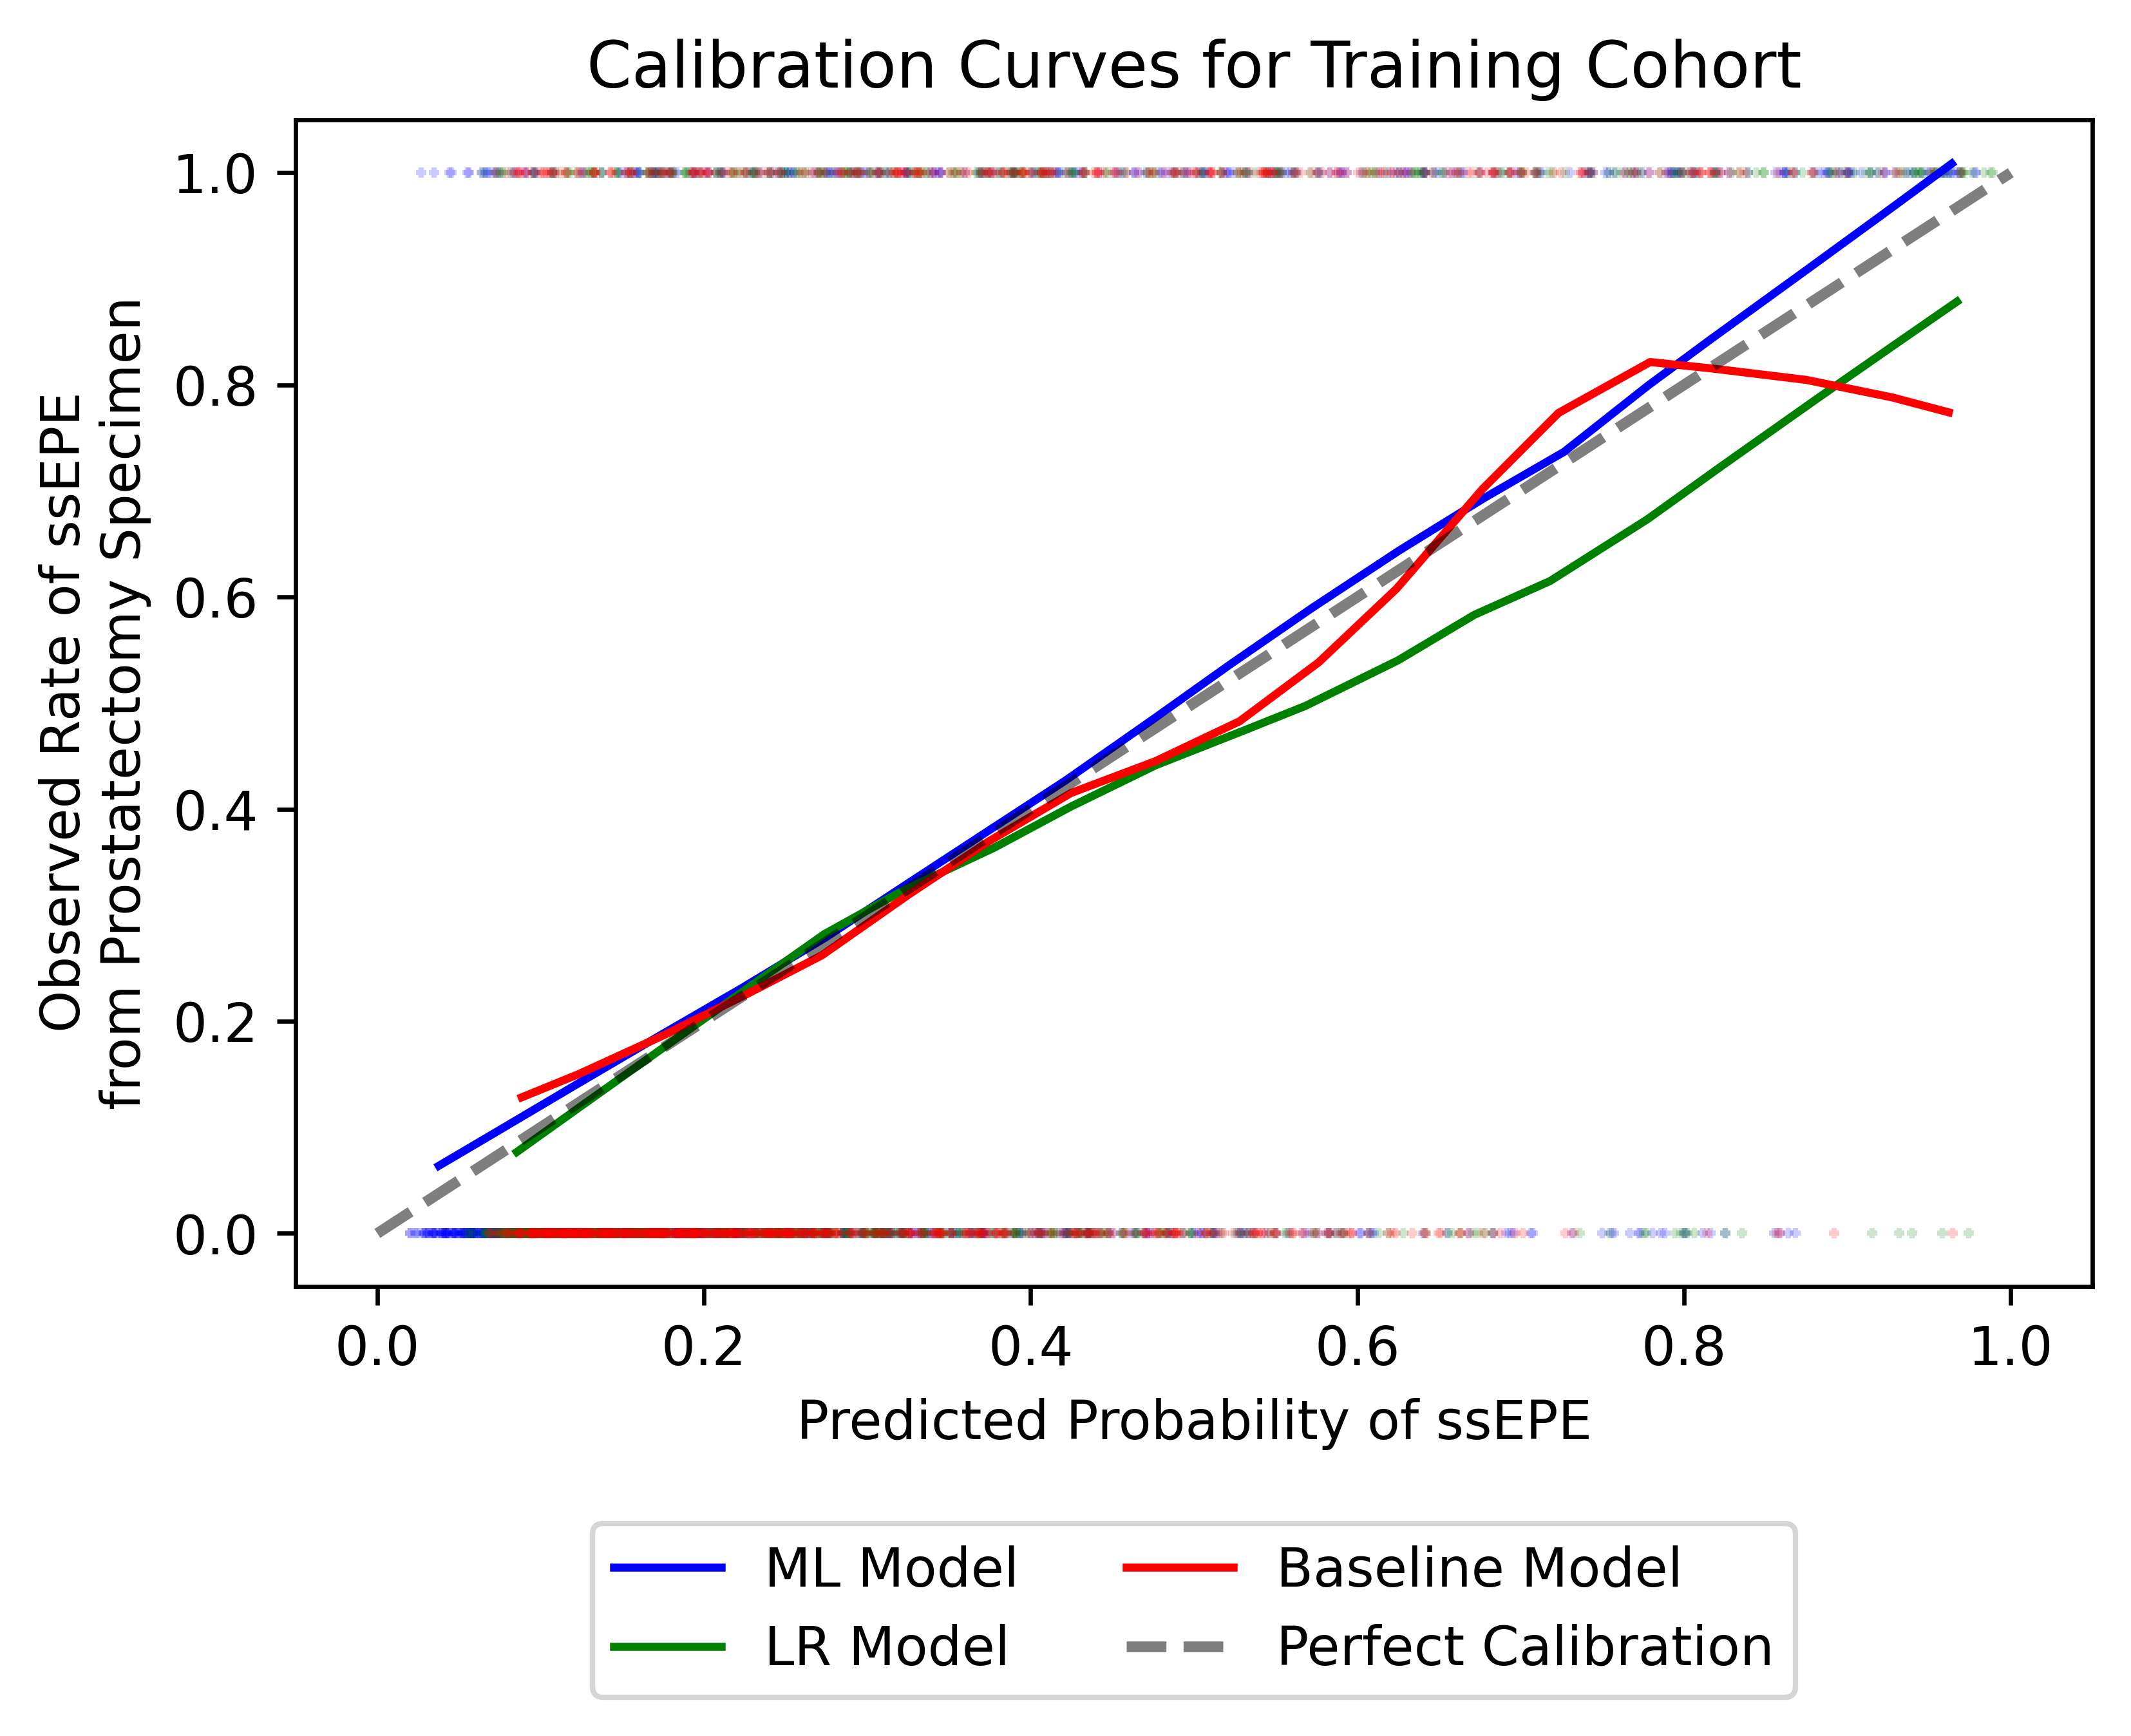 Calibration Curves for Training Cohort
Observed Rate of ssEPE
from Prostatectomy Specimen
1.0
0.8
0.6
0.4
0.2
0.0
0.0 0.2 0.4 0.6 0.8 1.0
Predicted Probability of ssEPE
ML Model
LR Model
Baseline Model
Perfect Calibration